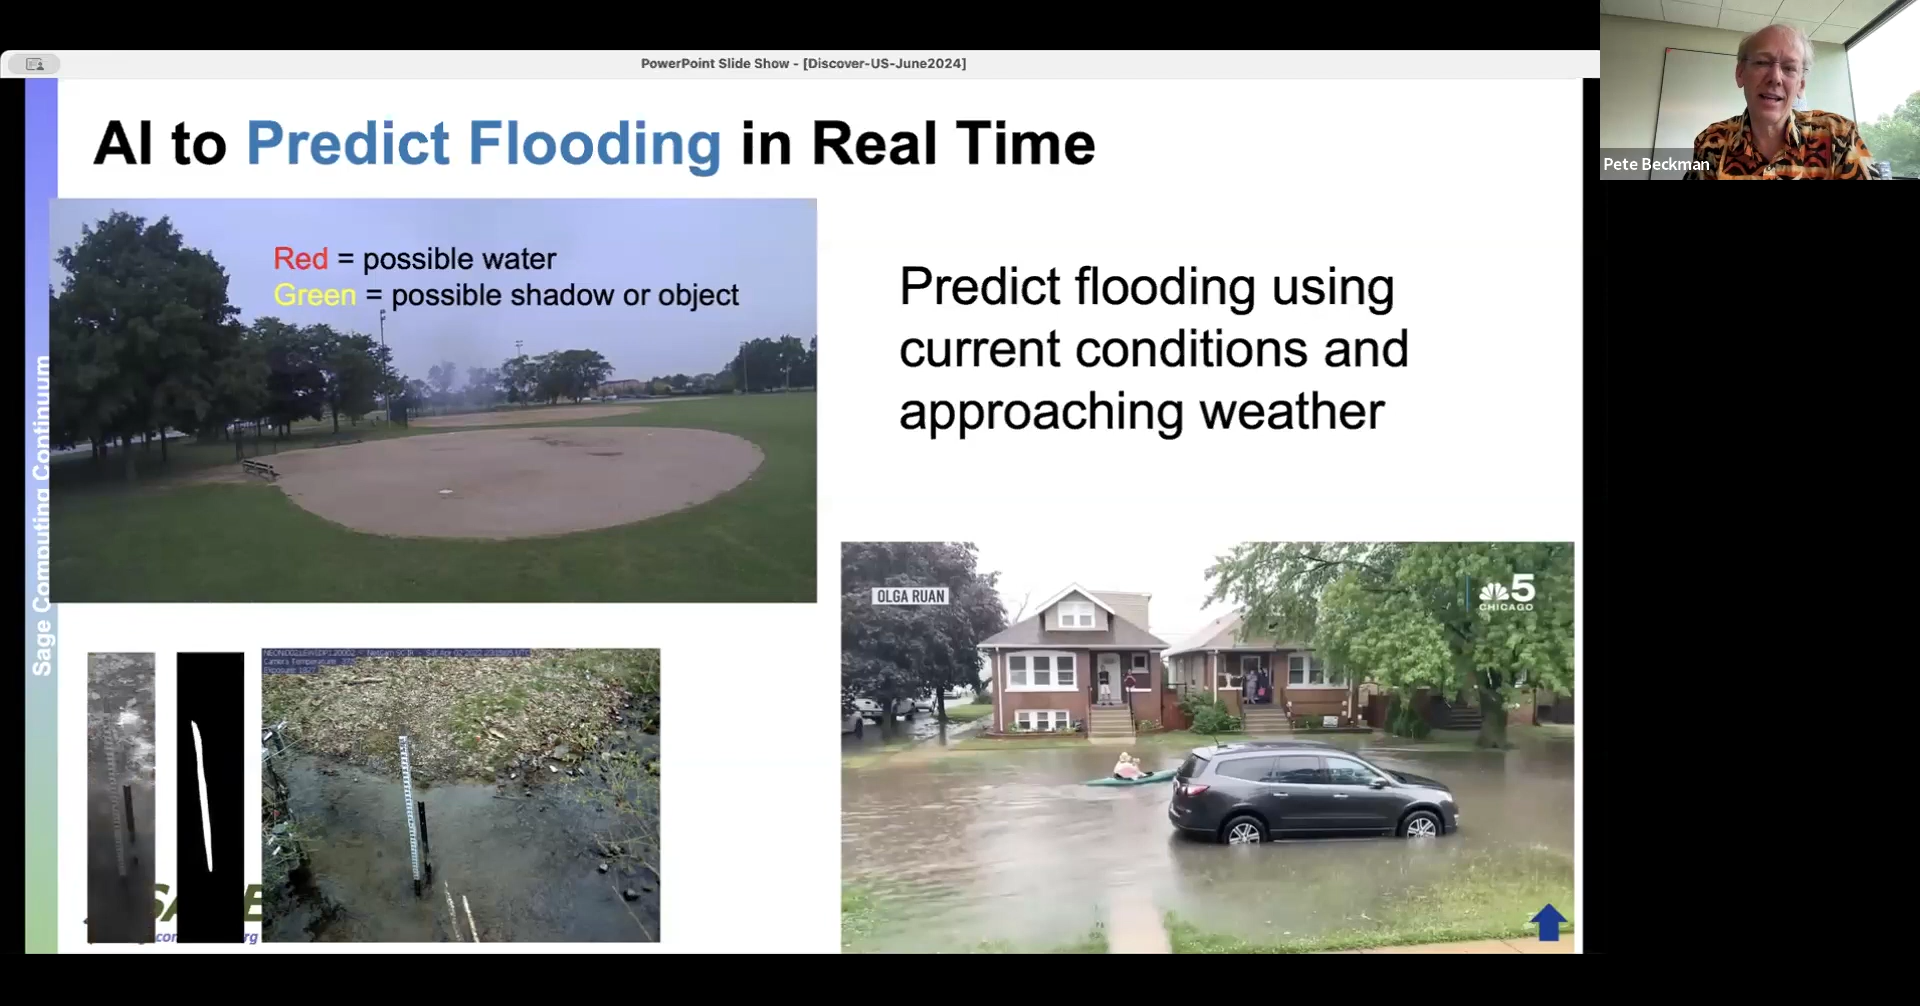 PowerPoint Slide Show - [Discover-US-June2024]
Pete Beckman
AI to Predict Flooding in Real Time
Red = possible water
Green = possible shadow or object
Predict flooding using
current conditions and
approaching weather
Sage Computing Continuum
OLGA RUAN
5
CHICAGO
Camera Temperature: